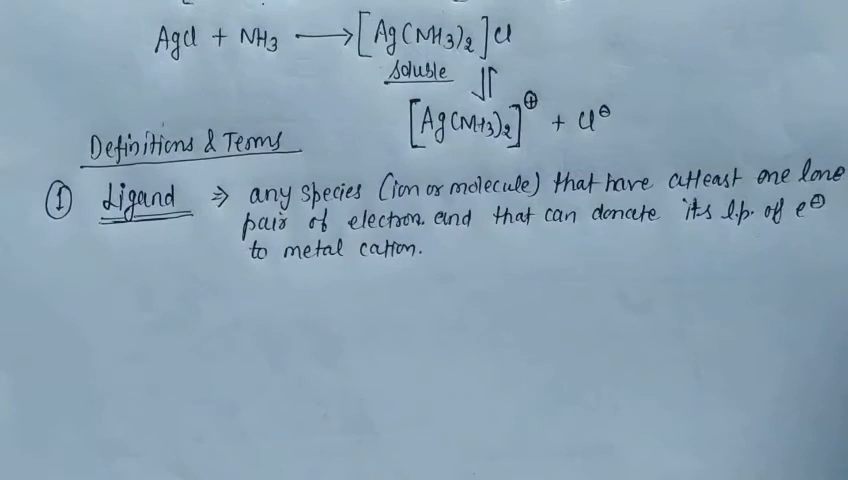 AgCl + NH3 ⟶ [Ag(NH3)2]Cl
soluble ⇌
[Ag(NH3)2]⊕ + Cl⊖
Definitions & Terms
① Ligand ⇒ any species (ion or molecule) that have atleast one lone
pair of electron. and that can donate its l.p. of e⊖
to metal cation.